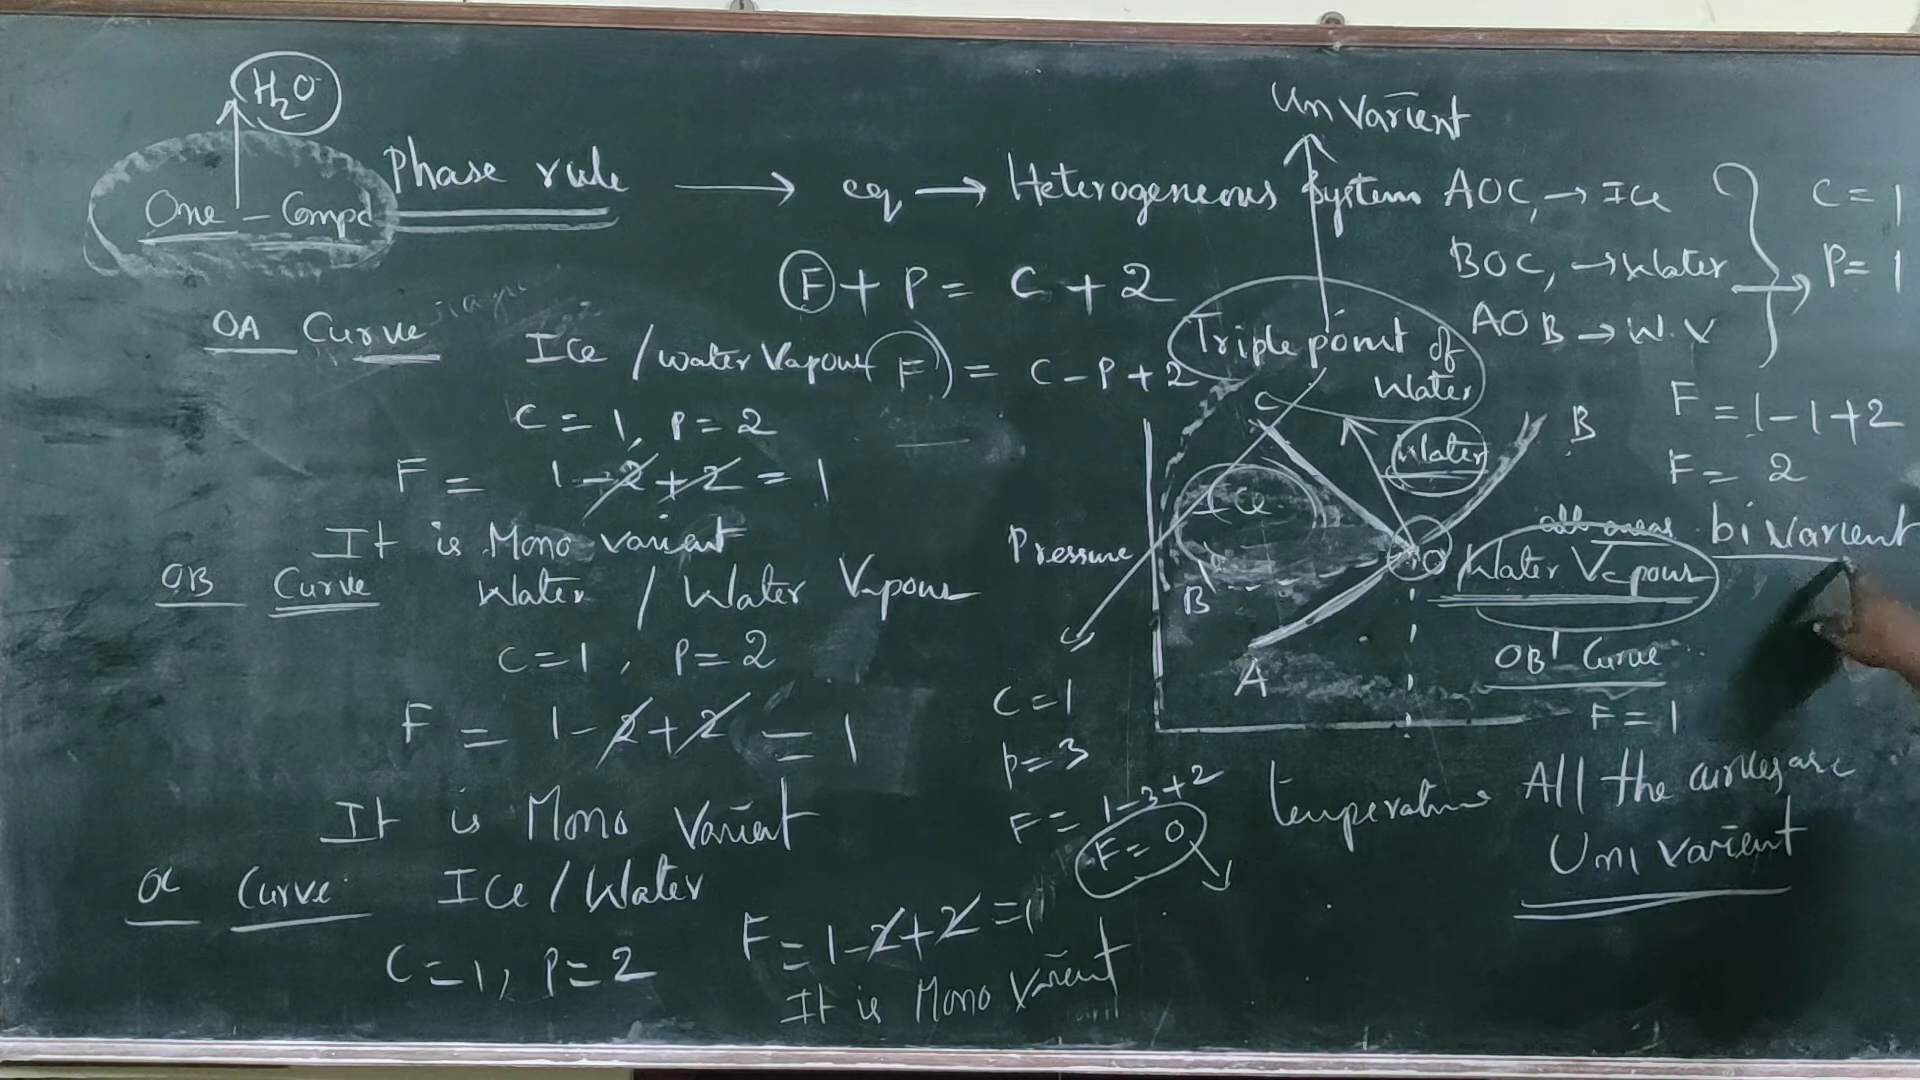 H2O
One - Compd
Phase rule → eq → Heterogeneous System
F + P = C + 2
OA Curve
Ice / water Vapour
F = C - P + 2
C = 1, P = 2
F = 1 - 2 + 2 = 1
It is Mono varient
OB Curve Water / Water Vapour
C = 1, P = 2
F = 1 - 2 + 2 = 1
It is Mono Varient
OC Curve Ice / Water
C = 1, P = 2
F = 1 - 2 + 2 = 1
It is Mono Varient
Un Varient
Triple point of
Water
C
Water
B
Ice
Pressure
B'
O
Water Vapour
A
temperature
C = 1
P = 3
F = 1 - 3 + 2
F = 0
AOC, → Ice
BOC, → Water
AOB → W.V
C = 1
P = 1
F = 1 - 1 + 2
F = 2
all areas bi varient
OB' Curve
F = 1
All the curves are
Uni varient